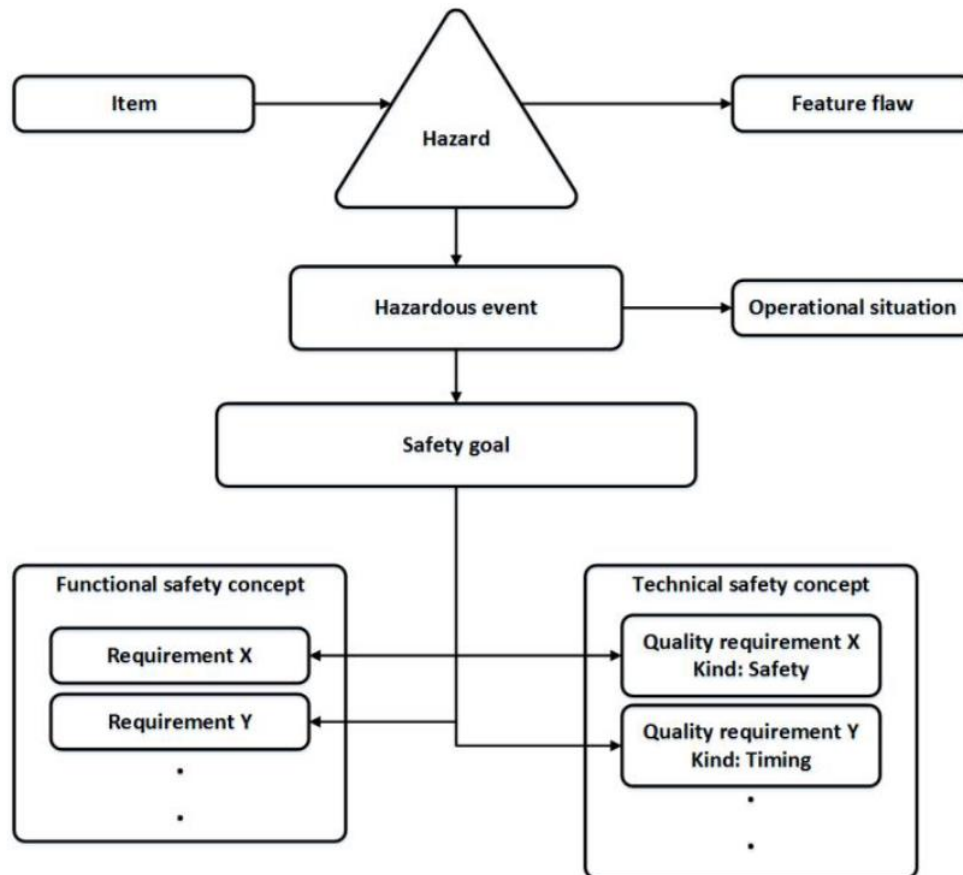 Item
Hazard
Feature flaw
Hazardous event
Operational situation
Safety goal
Functional safety concept
Requirement X
Requirement Y
.
.
Technical safety concept
Quality requirement X
Kind: Safety
Quality requirement Y
Kind: Timing
.
.